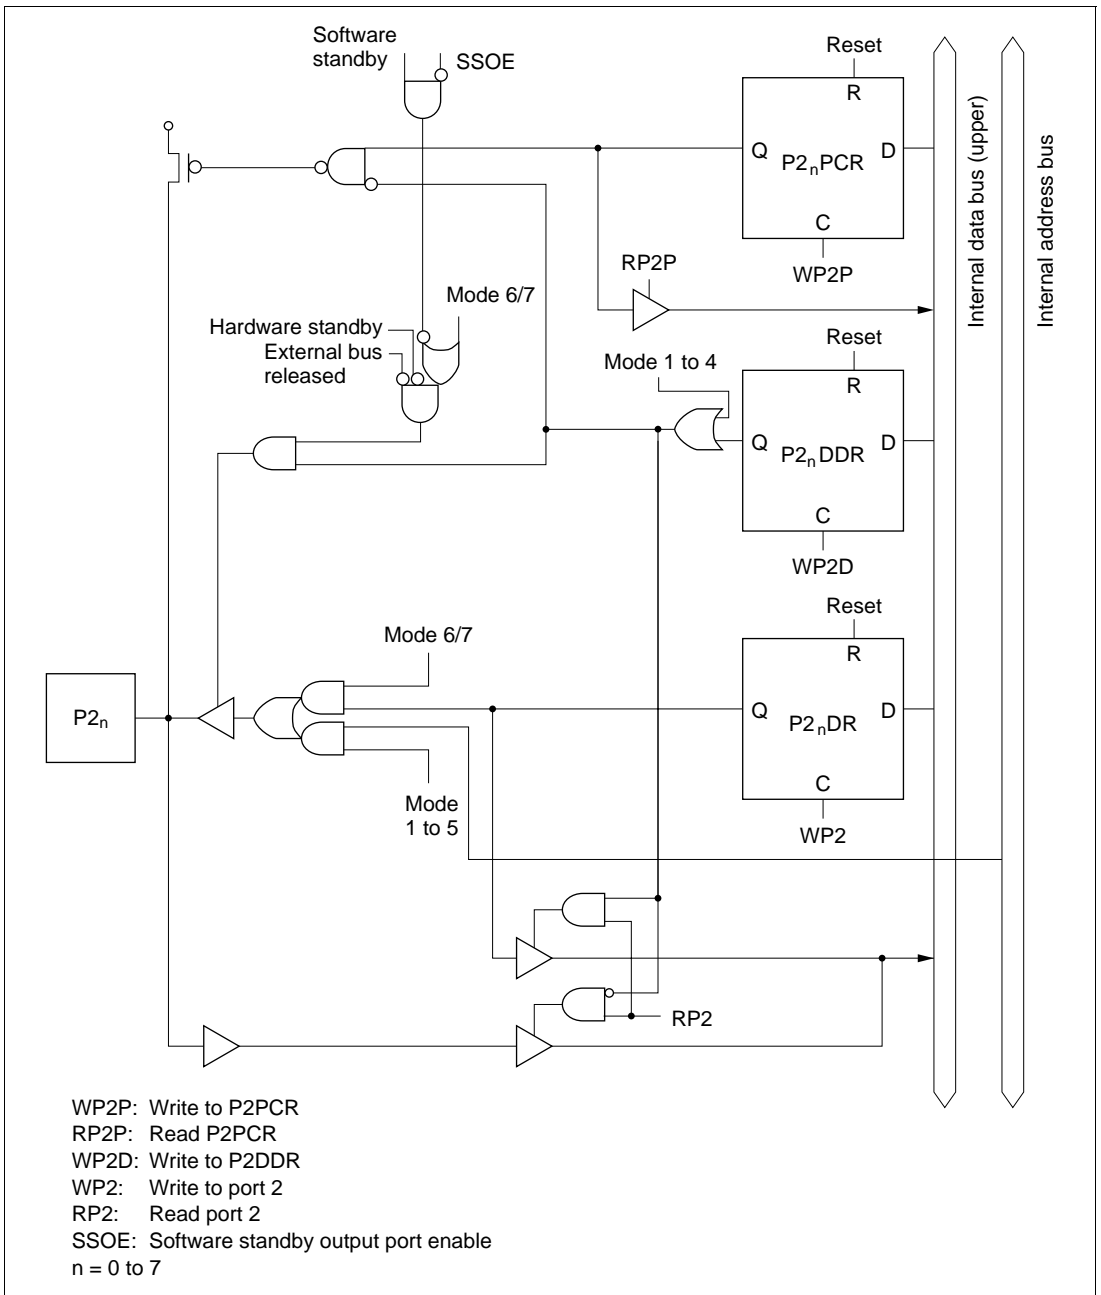 Software
standby
SSOE
Reset
R
Q
P2nPCR
D
C
WP2P
RP2P
Internal data bus (upper)
Internal address bus
Mode 6/7
Hardware standby
External bus
released
Mode 1 to 4
Reset
R
Q
P2nDDR
D
C
WP2D
Mode 6/7
Reset
R
P2n
Q
P2nDR
D
C
WP2
Mode
1 to 5
RP2
WP2P: Write to P2PCR
RP2P: Read P2PCR
WP2D: Write to P2DDR
WP2: Write to port 2
RP2: Read port 2
SSOE: Software standby output port enable
n = 0 to 7